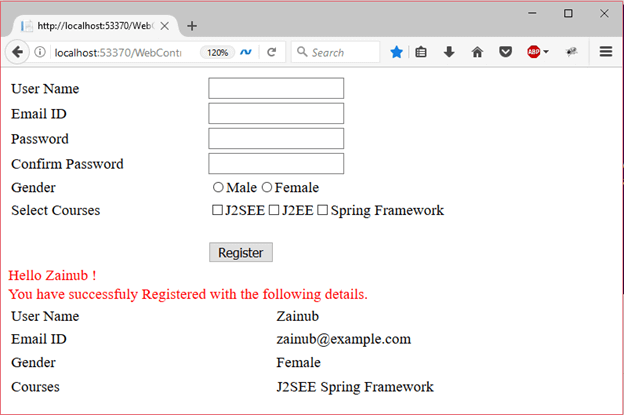 http://localhost:53370/WebC
localhost:53370/WebConti 120% Search ABP
User Name
Email ID
Password
Confirm Password
Gender Male Female
Select Courses J2SEE J2EE Spring Framework
Register
Hello Zainub !
You have successfuly Registered with the following details.
User Name Zainub
Email ID zainub@example.com
Gender Female
Courses J2SEE Spring Framework